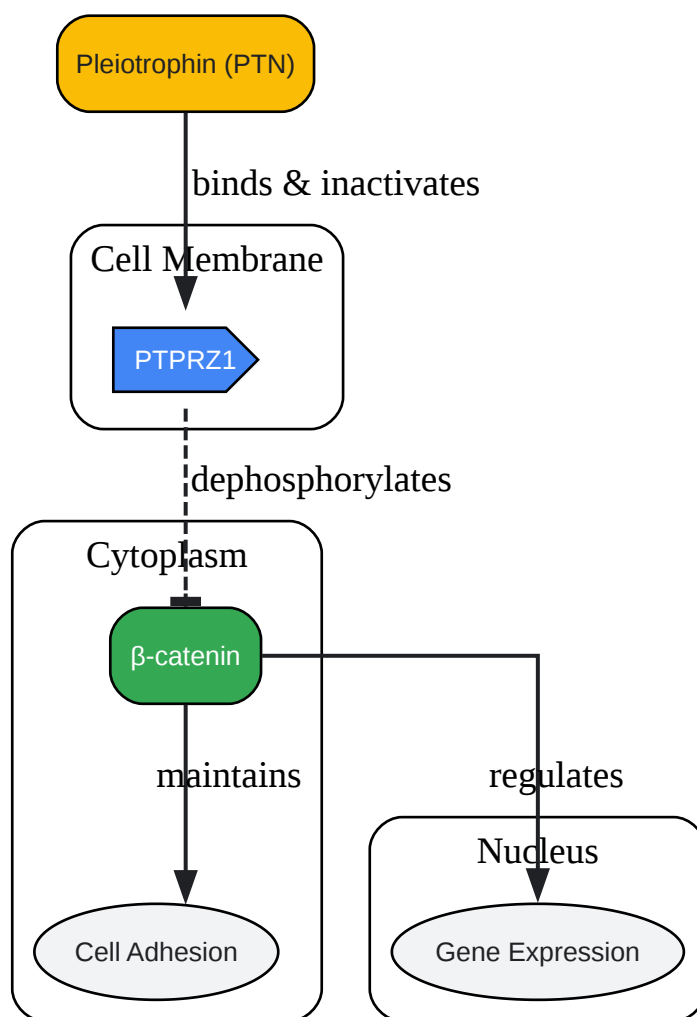 Pleiotrophin (PTN)
binds & inactivates
Cell Membrane
PTPRZ1
dephosphorylates
Cytoplasm
β-catenin
maintains
regulates
Nucleus
Cell Adhesion
Gene Expression